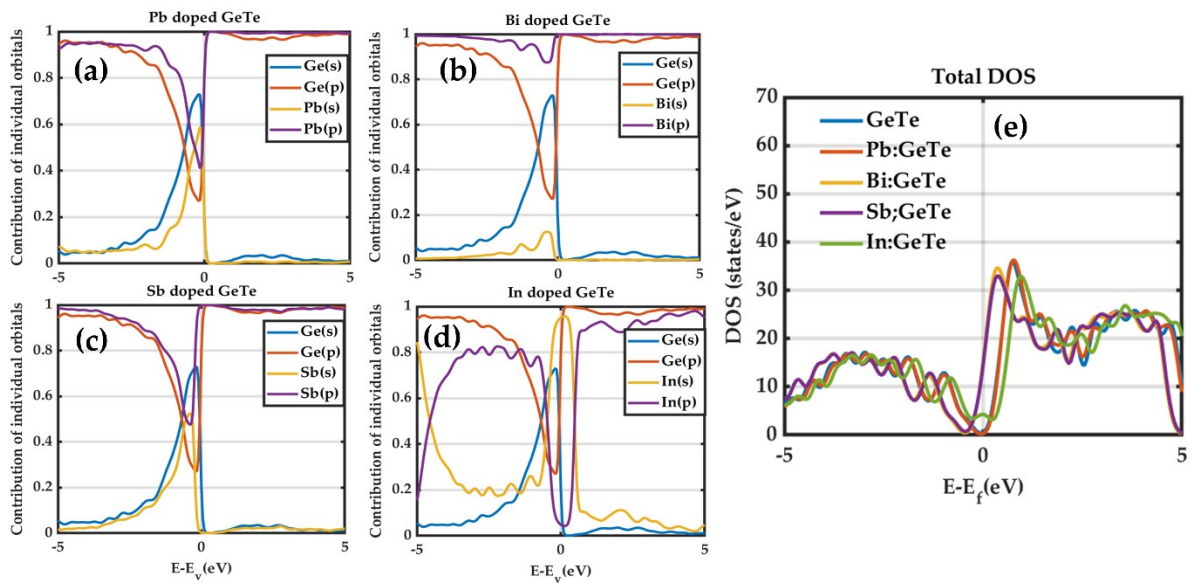 Pb doped GeTe
Contribution of individual orbitals
1
0.8
0.6
0.4
0.2
0
-5
0
5
(a)
Ge(s)
Ge(p)
Pb(s)
Pb(p)
Bi doped GeTe
Contribution of individual orbitals
1
0.8
0.6
0.4
0.2
0
-5
0
5
(b)
Ge(s)
Ge(p)
Bi(s)
Bi(p)
Sb doped GeTe
Contribution of individual orbitals
1
0.8
0.6
0.4
0.2
0
-5
0
5
E-Ev(eV)
(c)
Ge(s)
Ge(p)
Sb(s)
Sb(p)
In doped GeTe
Contribution of individual orbitals
1
0.8
0.6
0.4
0.2
0
-5
0
5
E-Ev(eV)
(d)
Ge(s)
Ge(p)
In(s)
In(p)
Total DOS
DOS (states/eV)
70
60
50
40
30
20
10
0
-5
0
5
E-Ef(eV)
GeTe
Pb:GeTe
Bi:GeTe
Sb;GeTe
In:GeTe
(e)